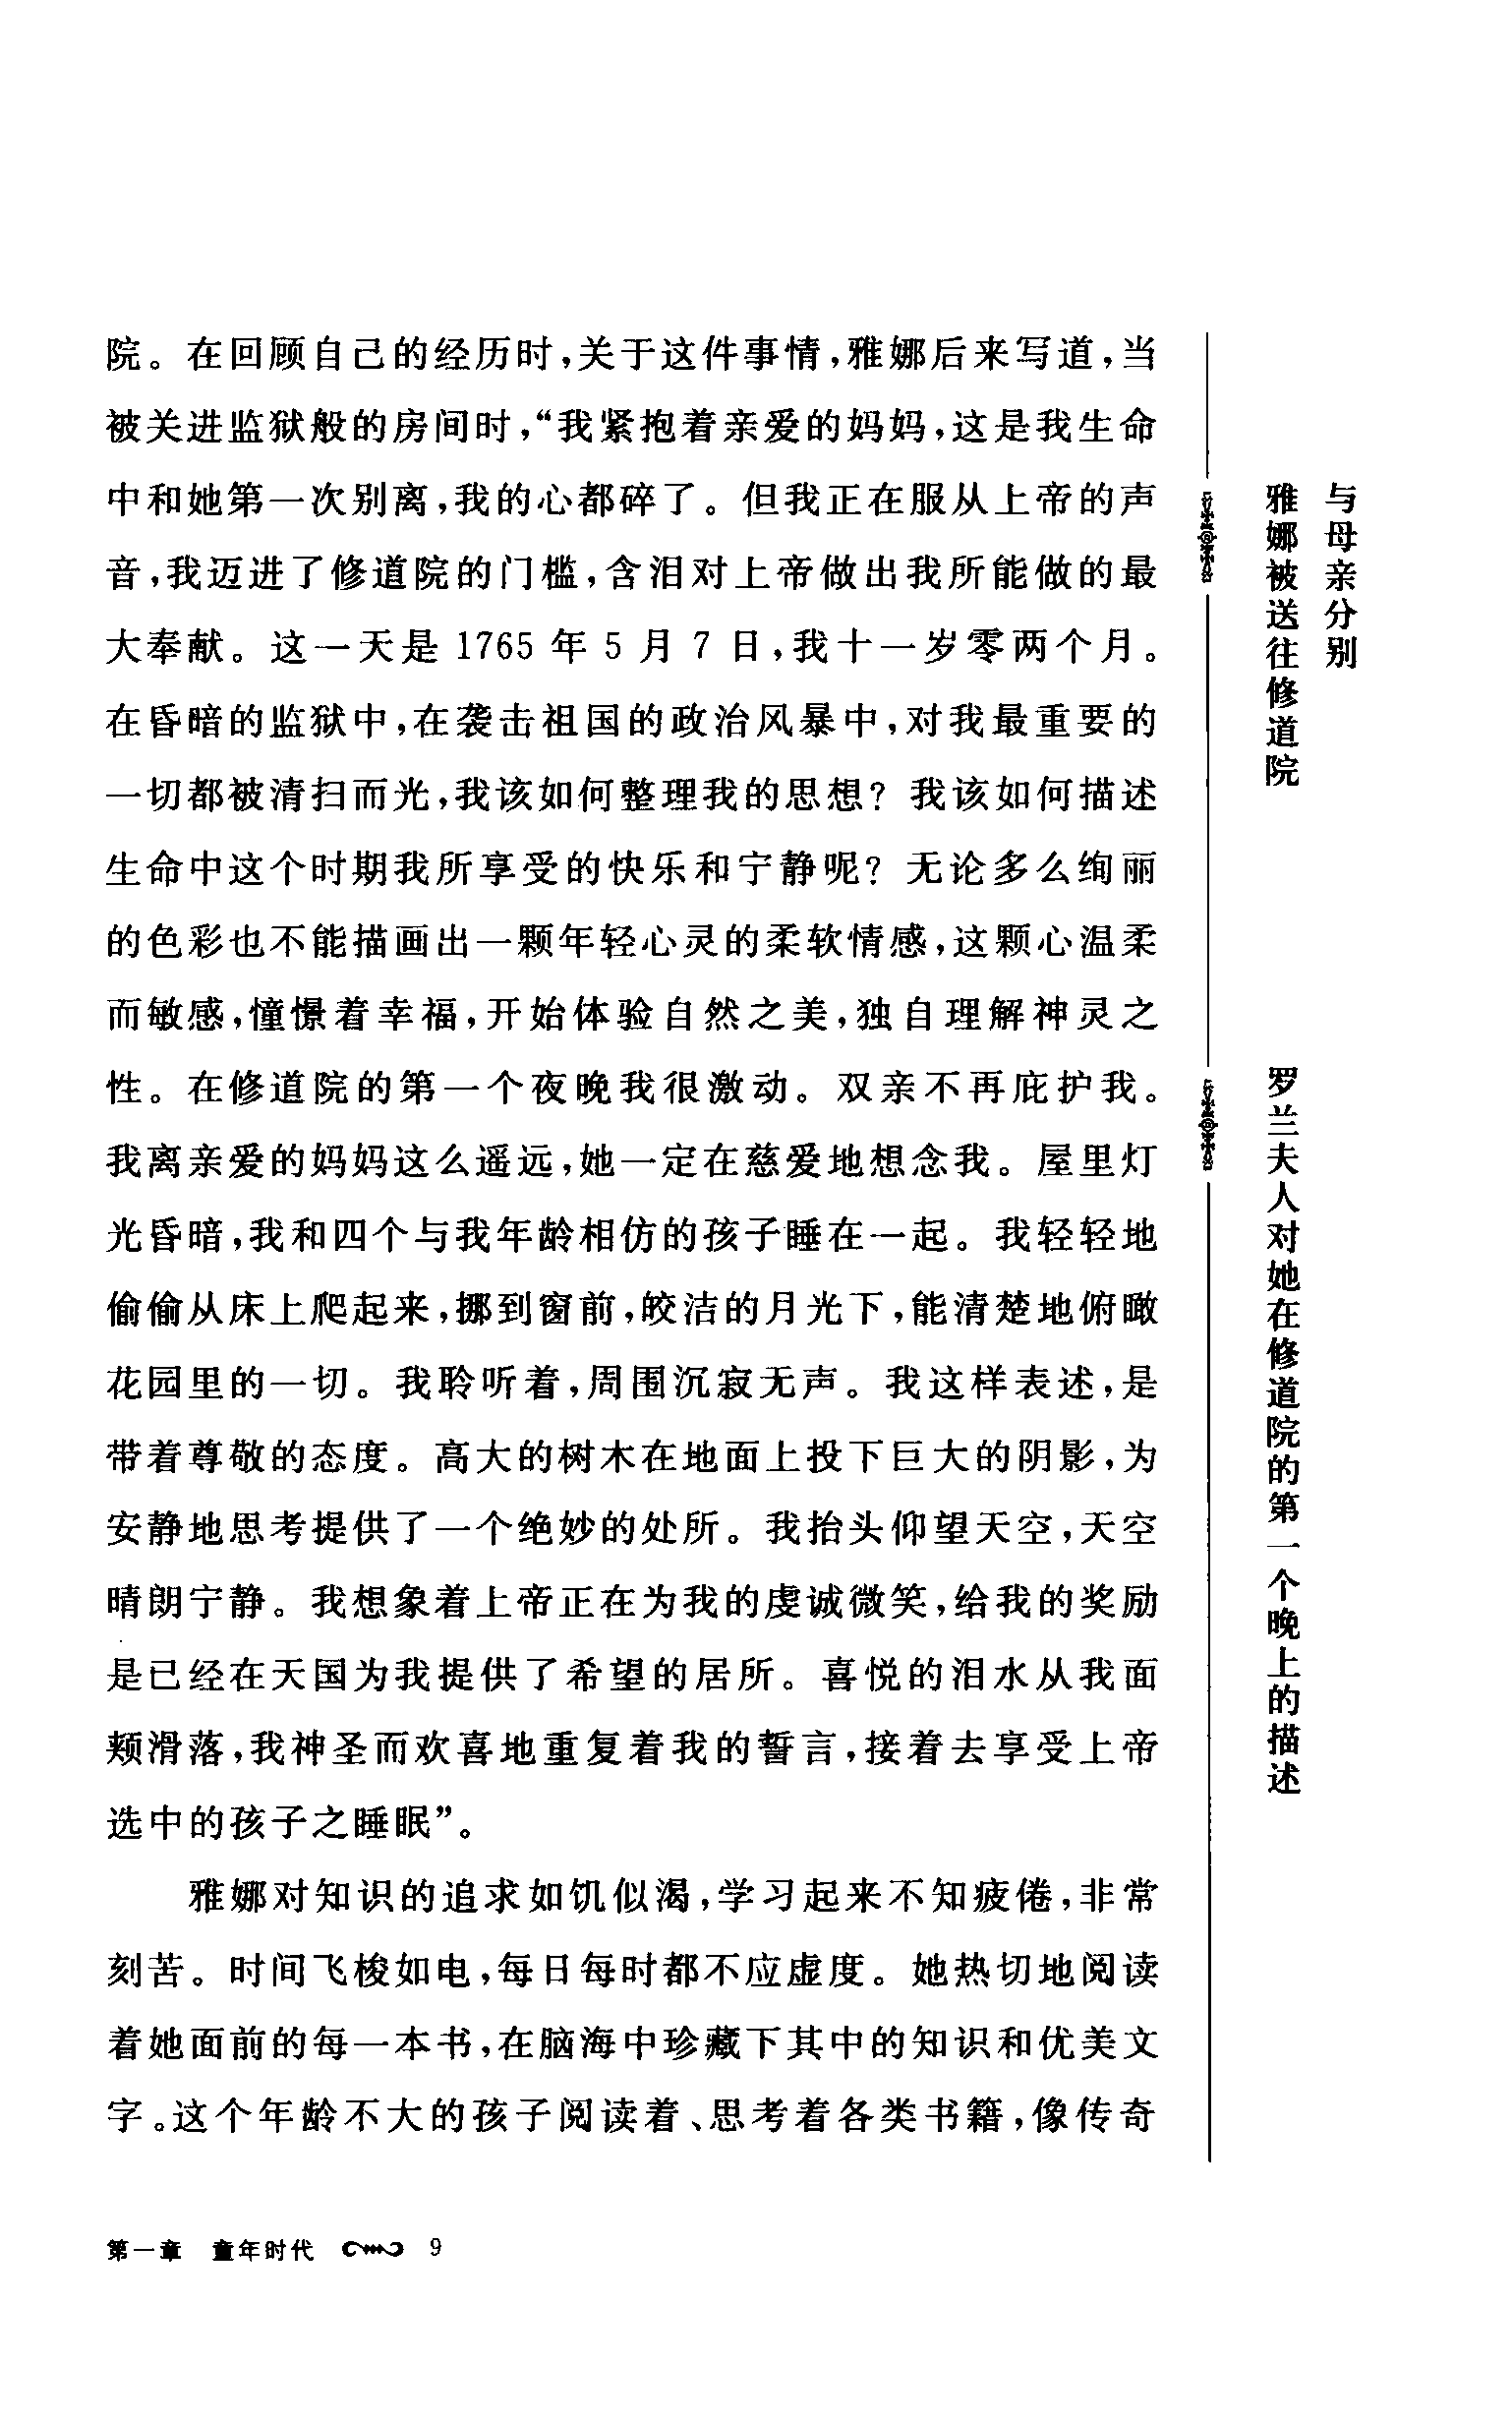 院。在回顾自己的经历时,关于这件事情,雅娜后来写道,当
被关进监狱般的房间时,“我紧抱着亲爱的妈妈,这是我生命
中和她第一次别离,我的心都碎了。但我正在服从上帝的声
音,我迈进了修道院的门槛,含泪对上帝做出我所能做的最
大奉献。这一天是 1765 年 5 月 7 日,我十一岁零两个月。
在昏暗的监狱中,在袭击祖国的政治风暴中,对我最重要的
一切都被清扫而光,我该如何整理我的思想? 我该如何描述
生命中这个时期我所享受的快乐和宁静呢? 无论多么绚丽
的色彩也不能描画出一颗年轻心灵的柔软情感,这颗心温柔
而敏感,憧憬着幸福,开始体验自然之美,独自理解神灵之
性。在修道院的第一个夜晚我很激动。双亲不再庇护我。
我离亲爱的妈妈这么遥远,她一定在慈爱地想念我。屋里灯
光昏暗,我和四个与我年龄相仿的孩子睡在一起。我轻轻地
偷偷从床上爬起来,挪到窗前,皎洁的月光下,能清楚地俯瞰
花园里的一切。我聆听着,周围沉寂无声。我这样表述,是
带着尊敬的态度。高大的树木在地面上投下巨大的阴影,为
安静地思考提供了一个绝妙的处所。我抬头仰望天空,天空
晴朗宁静。我想象着上帝正在为我的虔诚微笑,给我的奖励
是已经在天国为我提供了希望的居所。喜悦的泪水从我面
颊滑落,我神圣而欢喜地重复着我的誓言,接着去享受上帝
选中的孩子之睡眠”。
雅娜对知识的追求如饥似渴,学习起来不知疲倦,非常
刻苦。时间飞梭如电,每日每时都不应虚度。她热切地阅读
着她面前的每一本书,在脑海中珍藏下其中的知识和优美文
字。这个年龄不大的孩子阅读着、思考着各类书籍,像传奇
与母亲分别
雅娜被送往修道院
罗兰夫人对她在修道院的第一个晚上的描述
第一章 童年时代 9